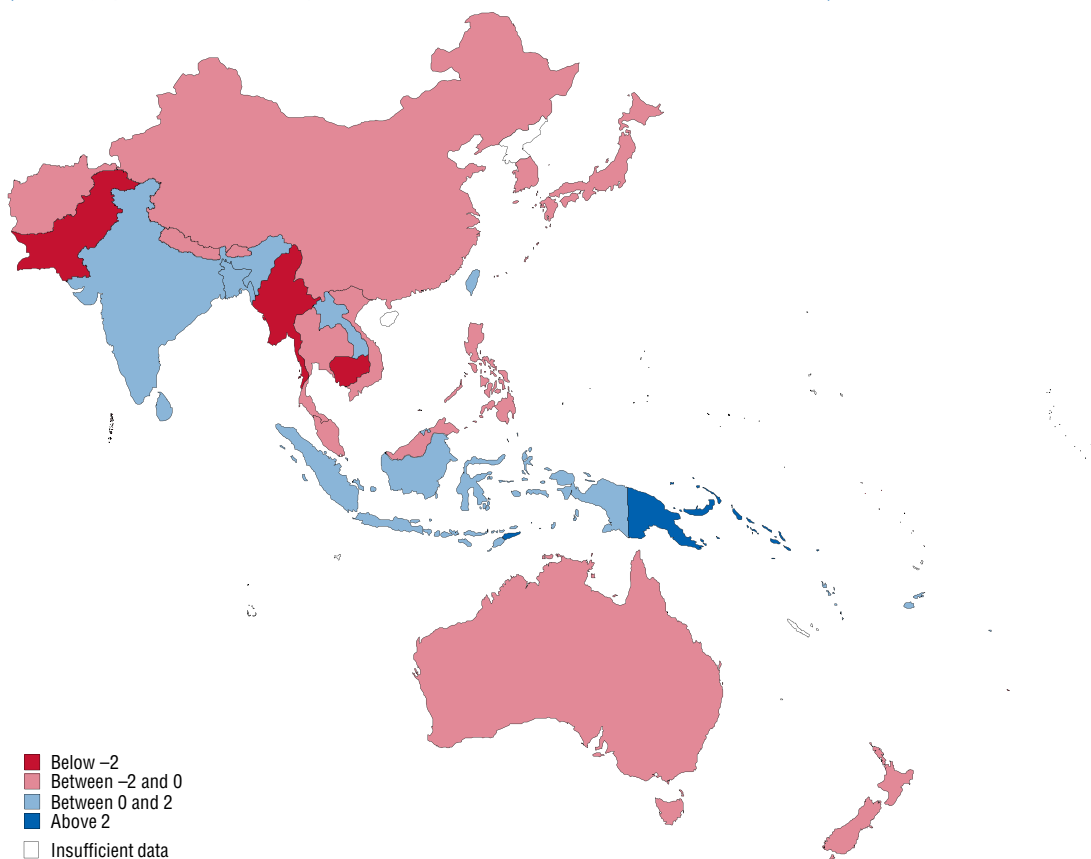 Below –2
Between –2 and 0
Between 0 and 2
Above 2
Insufficient data